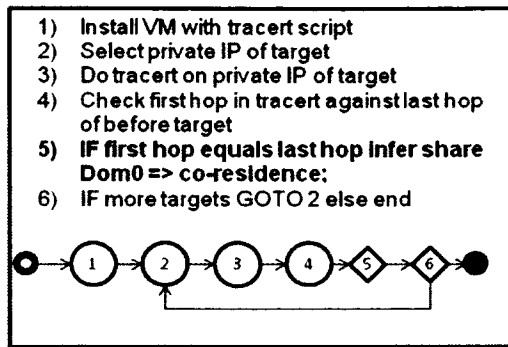 1) Install VM with tracert script
2) Select private IP of target
3) Do tracert on private IP of target
4) Check first hop in tracert against last hop
of before target
5) IF first hop equals last hop infer share
Dom0 => co-residence;
6) IF more targets GOTO 2 else end
1 2 3 4 5 6